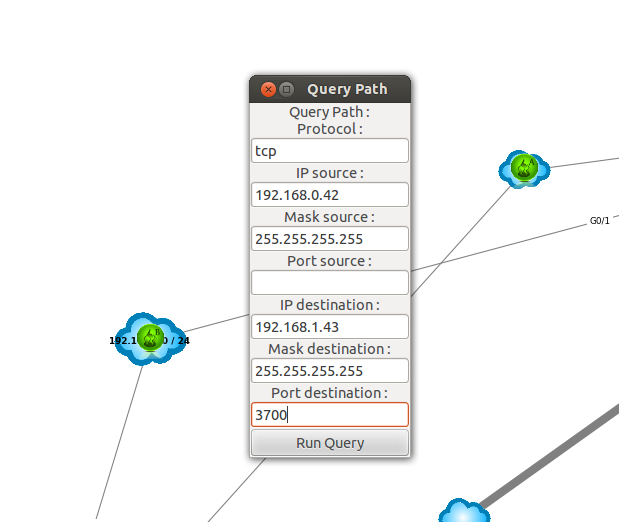 Query Path
Query Path :
Protocol :
tcp
IP source :
192.168.0.42
Mask source :
255.255.255.255
Port source :
IP destination :
192.168.1.43
Mask destination :
255.255.255.255
Port destination :
3700
Run Query
G0/1
192.1 0 / 24
A